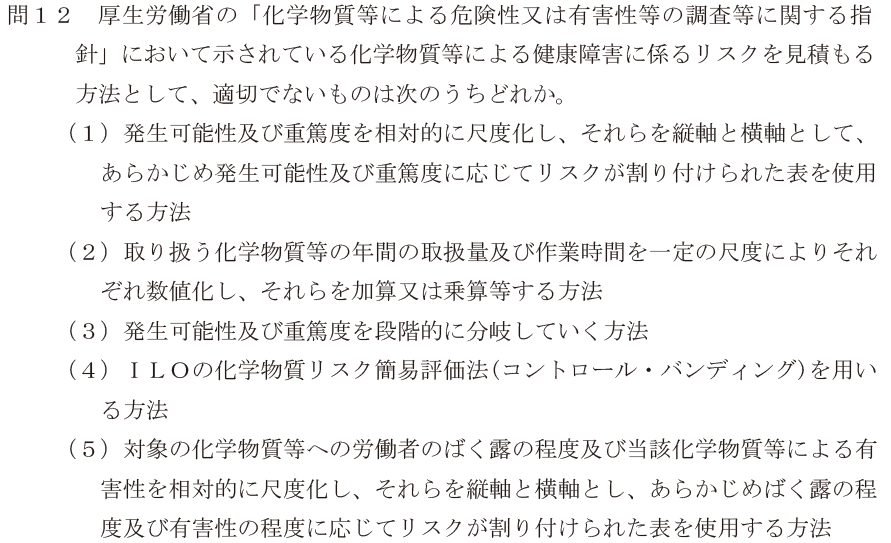 問１２　厚生労働省の「化学物質等による危険性又は有害性等の調査等に関する指
針」において示されている化学物質等による健康障害に係るリスクを見積もる
方法として、適切でないものは次のうちどれか。
（１）発生可能性及び重篤度を相対的に尺度化し、それらを縦軸と横軸として、
あらかじめ発生可能性及び重篤度に応じてリスクが割り付けられた表を使用
する方法
（２）取り扱う化学物質等の年間の取扱量及び作業時間を一定の尺度によりそれ
ぞれ数値化し、それらを加算又は乗算等する方法
（３）発生可能性及び重篤度を段階的に分岐していく方法
（４）ＩＬＯの化学物質リスク簡易評価法(コントロール・バンディング)を用い
る方法
（５）対象の化学物質等への労働者のばく露の程度及び当該化学物質等による有
害性を相対的に尺度化し、それらを縦軸と横軸とし、あらかじめばく露の程
度及び有害性の程度に応じてリスクが割り付けられた表を使用する方法